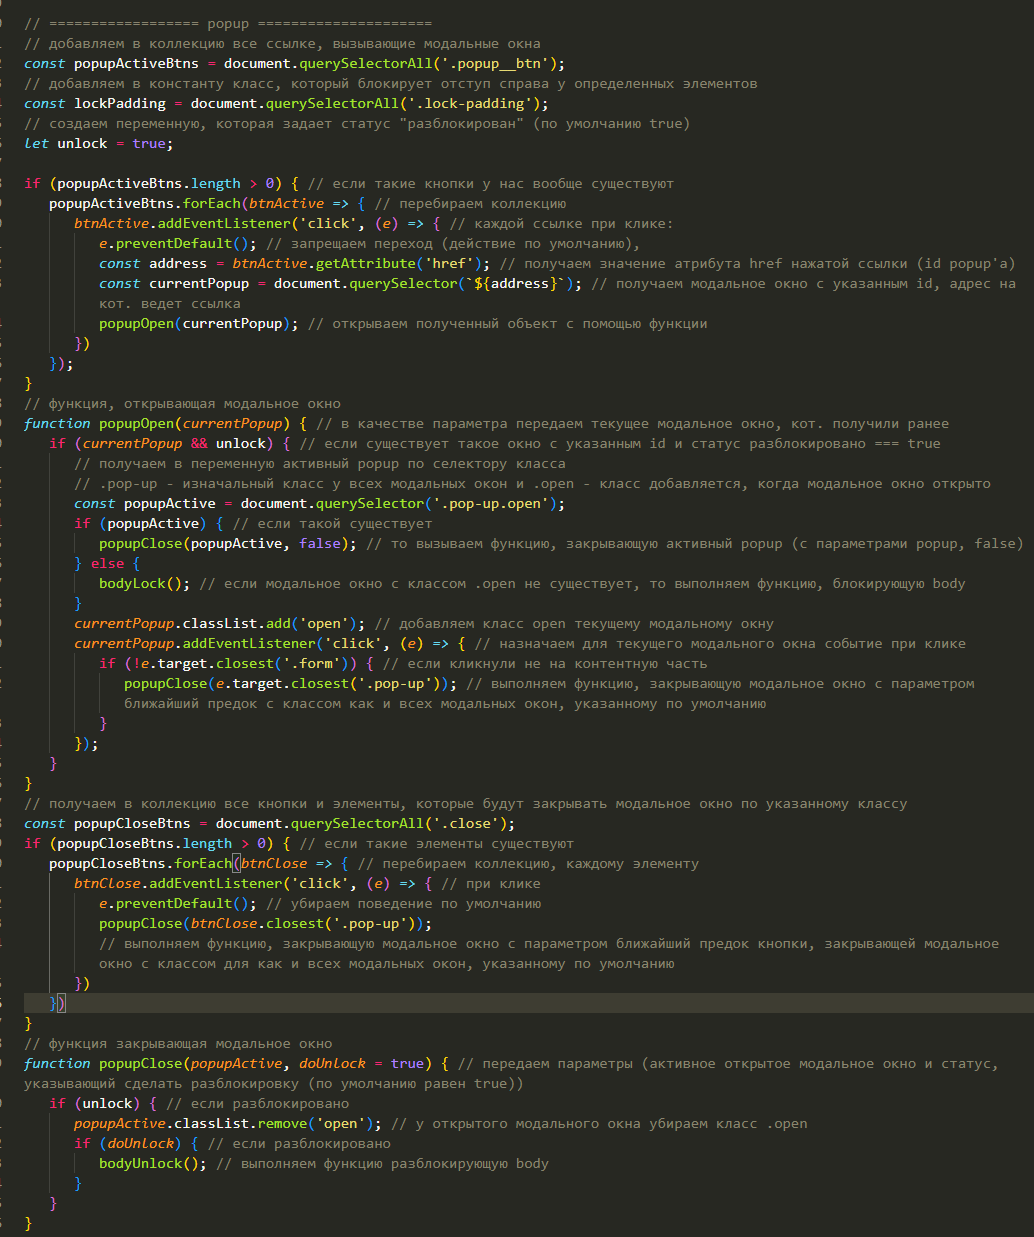 // ================== popup =====================
// добавляем в коллекцию все ссылке, вызывающие модальные окна
const popupActiveBtns = document.querySelectorAll('.popup__btn');
// добавляем в константу класс, который блокирует отступ справа у определенных элементов
const lockPadding = document.querySelectorAll('.lock-padding');
// создаем переменную, которая задает статус "разблокирован" (по умолчанию true)
let unlock = true;
if (popupActiveBtns.length > 0) { // если такие кнопки у нас вообще существуют
popupActiveBtns.forEach(btnActive => { // перебираем коллекцию
btnActive.addEventListener('click', (e) => { // каждой ссылке при клике:
e.preventDefault(); // запрещаем переход (действие по умолчанию),
const address = btnActive.getAttribute('href'); // получаем значение атрибута href нажатой ссылки (id popup'а)
const currentPopup = document.querySelector(`${address}`); // получаем модальное окно с указанным id, адрес на
кот. ведет ссылка
popupOpen(currentPopup); // открываем полученный объект с помощью функции
})
});
}
// функция, открывающая модальное окно
function popupOpen(currentPopup) { // в качестве параметра передаем текущее модальное окно, кот. получили ранее
if (currentPopup && unlock) { // если существует такое окно с указанным id и статус разблокировано === true
// получаем в переменную активный popup по селектору класса
// .pop-up - изначальный класс у всех модальных окон и .open - класс добавляется, когда модальное окно открыто
const popupActive = document.querySelector('.pop-up.open');
if (popupActive) { // если такой существует
popupClose(popupActive, false); // то вызываем функцию, закрывающую активный popup (с параметрами popup, false)
} else {
bodyLock(); // если модальное окно с классом .open не существует, то выполняем функцию, блокирующую body
}
currentPopup.classList.add('open'); // добавляем класс open текущему модальному окну
currentPopup.addEventListener('click', (e) => { // назначаем для текущего модального окна событие при клике
if (!e.target.closest('.form')) { // если кликнули не на контентную часть
popupClose(e.target.closest('.pop-up')); // выполняем функцию, закрывающую модальное окно с параметром
ближайший предок с классом как и всех модальных окон, указанному по умолчанию
}
});
}
}
// получаем в коллекцию все кнопки и элементы, которые будут закрывать модальное окно по указанному классу
const popupCloseBtns = document.querySelectorAll('.close');
if (popupCloseBtns.length > 0) { // если такие элементы существуют
popupCloseBtns.forEach(btnClose => { // перебираем коллекцию, каждому элементу
btnClose.addEventListener('click', (e) => { // при клике
e.preventDefault(); // убираем поведение по умолчанию
popupClose(btnClose.closest('.pop-up'));
// выполняем функцию, закрывающую модальное окно с параметром ближайший предок кнопки, закрывающей модальное
окно с классом для как и всех модальных окон, указанному по умолчанию
})
})
}
// функция закрывающая модальное окно
function popupClose(popupActive, doUnlock = true) { // передаем параметры (активное открытое модальное окно и статус,
указывающий сделать разблокировку (по умолчанию равен true))
if (unlock) { // если разблокировано
popupActive.classList.remove('open'); // у открытого модального окна убираем класс .open
if (doUnlock) { // если разблокировано
bodyUnlock(); // выполняем функцию разблокирующую body
}
}
}